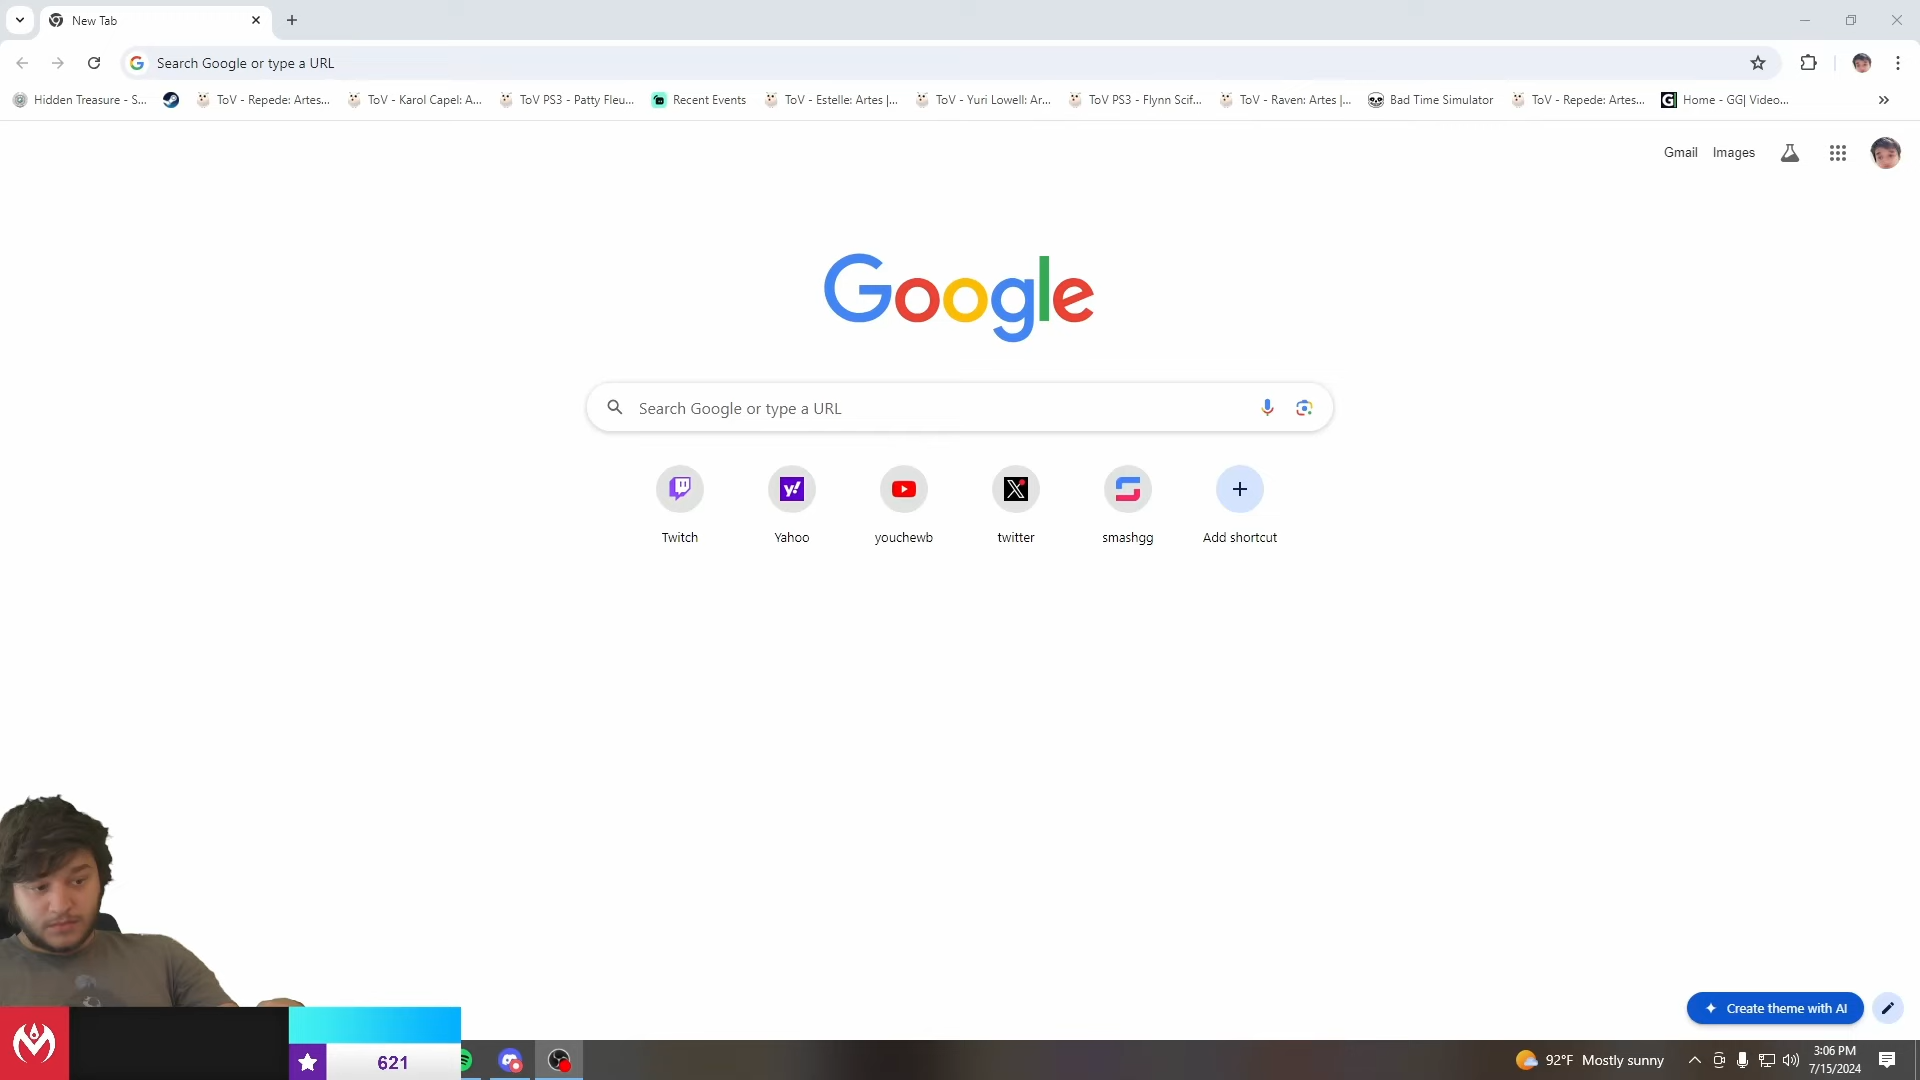 New Tab
Search Google or type a URL
Hidden Treasure - S...
ToV - Repede: Artes...
ToV - Karol Capel: A...
ToV PS3 - Patty Fleu...
Recent Events
ToV - Estelle: Artes |...
ToV - Yuri Lowell: Ar...
ToV PS3 - Flynn Scif...
ToV - Raven: Artes |...
Bad Time Simulator
ToV - Repede: Artes...
Home - GG| Video...
Gmail
Images
Google
Search Google or type a URL
Twitch
Yahoo
youchewb
twitter
smashgg
Add shortcut
Create theme with AI
621
92°F Mostly sunny
3:06 PM
7/15/2024